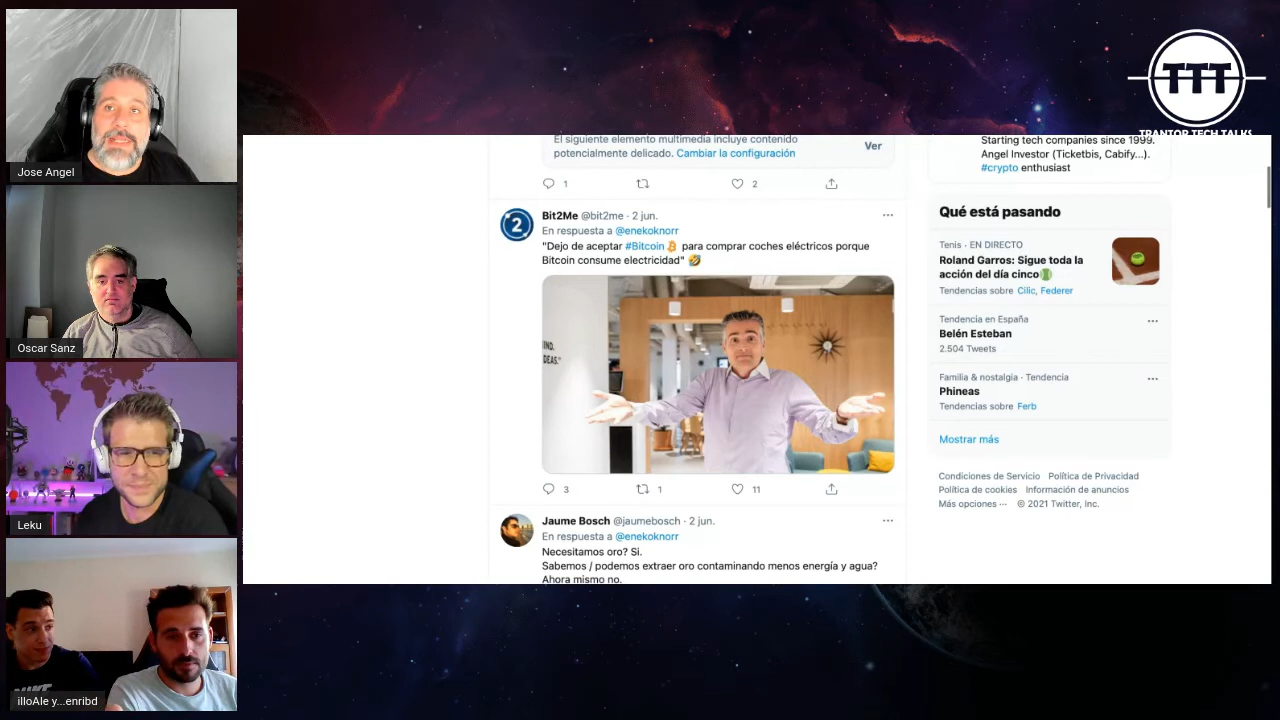 Jose Angel
Oscar Sanz
Leku
illoAle y...enribd
TTT
TRANTOR TECH TALKS
El siguiente elemento multimedia incluye contenido
potencialmente delicado. Cambiar la configuración
Ver
1
2
Bit2Me @bit2me · 2 jun.
En respuesta a @enekoknorr
"Dejo de aceptar #Bitcoin para comprar coches eléctricos porque
Bitcoin consume electricidad" 🤣
2
IND.
DEAS."
3
1
11
Jaume Bosch @jaumebosch · 2 jun.
En respuesta a @enekoknorr
Necesitamos oro? Si.
Sabemos / podemos extraer oro contaminando menos energía y agua?
Ahora mismo no.
Starting tech companies since 1999.
Angel Investor (Ticketbis, Cabify...).
#crypto enthusiast
Qué está pasando
Tenis · EN DIRECTO
Roland Garros: Sigue toda la
acción del día cinco
Tendencias sobre Cilic, Federer
Tendencia en España
Belén Esteban
2.504 Tweets
Familia & nostalgia · Tendencia
Phineas
Tendencias sobre Ferb
Mostrar más
Condiciones de Servicio Política de Privacidad
Política de cookies Información de anuncios
Más opciones ··· © 2021 Twitter, Inc.